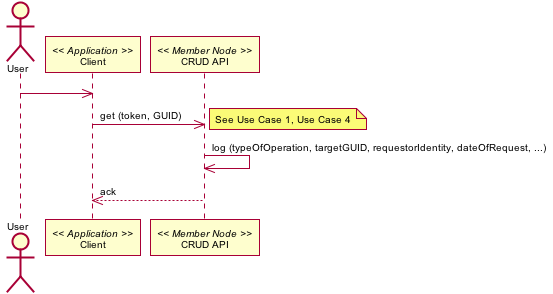 User
<< Application >>
Client
<< Member Node >>
CRUD API
get (token, GUID)
See Use Case 1, Use Case 4
log (typeOfOperation, targetGUID, requestorIdentity, dateOfRequest, ...)
ack
User
<< Application >>
Client
<< Member Node >>
CRUD API